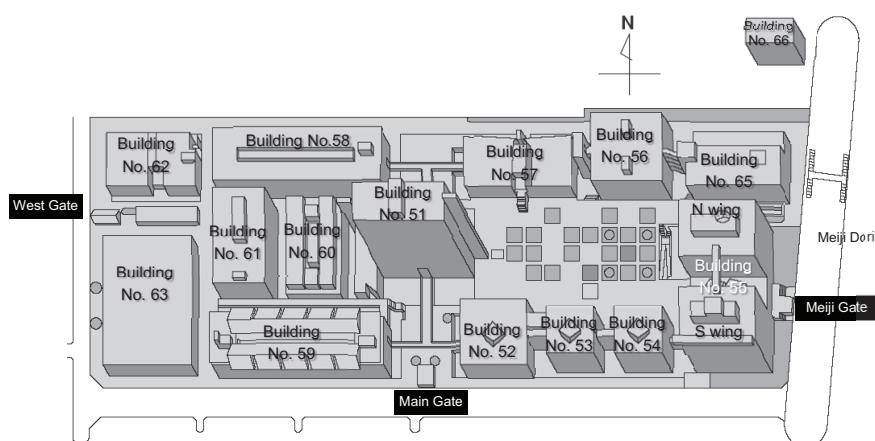 N
Building
No. 66
Building
No. 62
Building No.58
Building
No. 57
Building
No. 56
Building
No. 65
Building
No. 51
West Gate
Building
No. 61
Building
No. 60
N wing
Meiji Dori
Building
No. 55
Building
No. 63
Meiji Gate
Building
No. 59
Building
No. 52
Building
No. 53
Building
No. 54
S wing
Main Gate